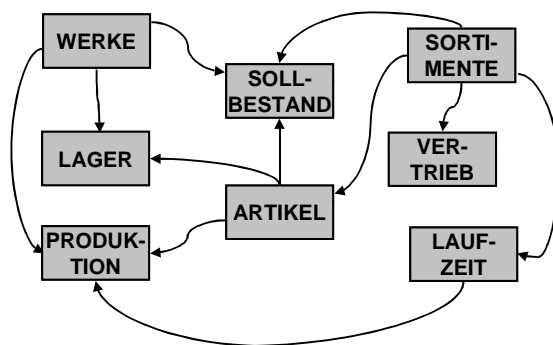 WERKE
SORTI-
MENTE
SOLL-
BESTAND
LAGER
VER-
TRIEB
ARTIKEL
PRODUK-
TION
LAUF-
ZEIT